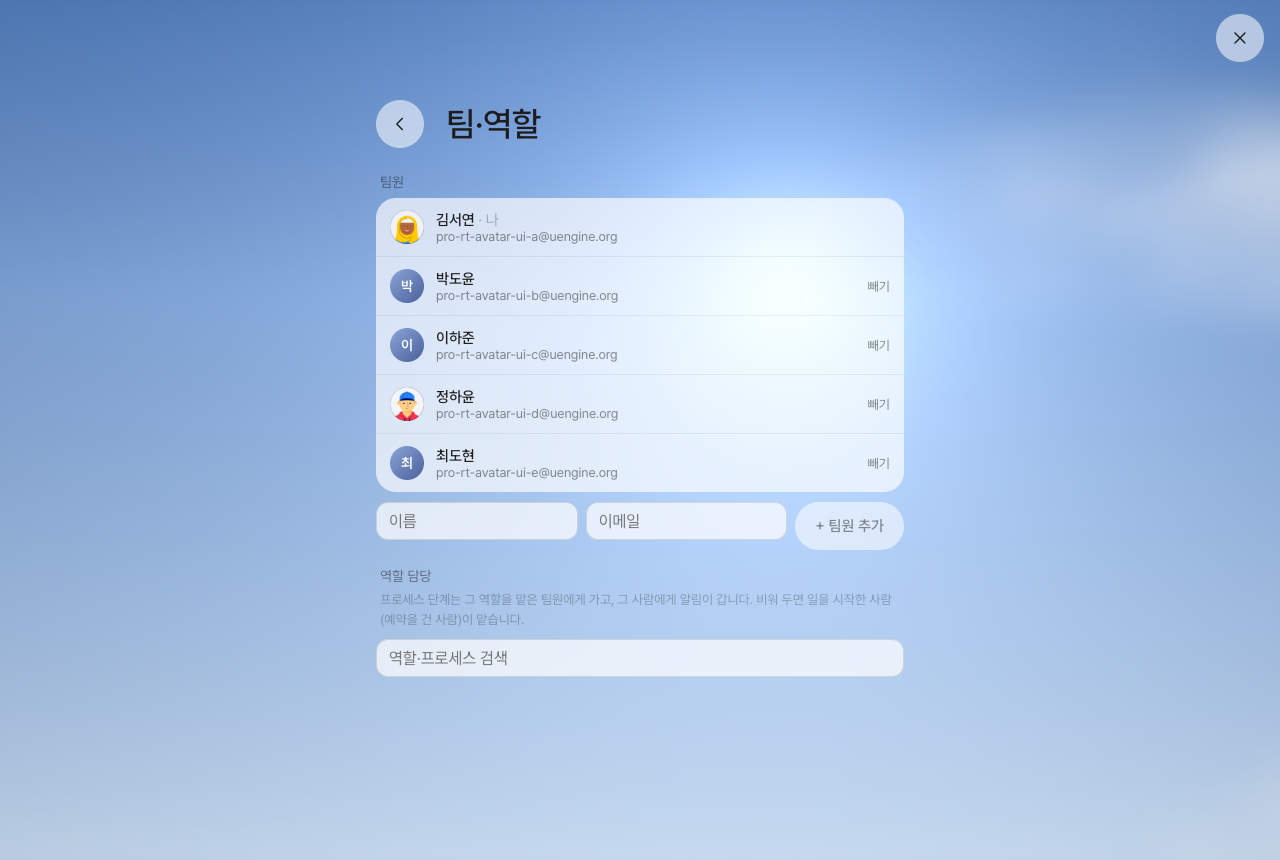 팀·역할
팀원
김서연 · 나
pro-rt-avatar-ui-a@uengine.org
박
박도윤
pro-rt-avatar-ui-b@uengine.org
빼기
이
이하준
pro-rt-avatar-ui-c@uengine.org
빼기
정하윤
pro-rt-avatar-ui-d@uengine.org
빼기
최
최도현
pro-rt-avatar-ui-e@uengine.org
빼기
이름
이메일
+ 팀원 추가
역할 담당
프로세스 단계는 그 역할을 맡은 팀원에게 가고, 그 사람에게 알림이 갑니다. 비워 두면 일을 시작한 사람
(예약을 건 사람)이 맡습니다.
역할·프로세스 검색